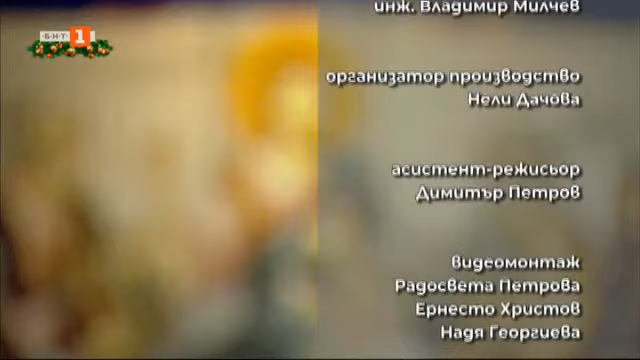 инж. Владимир Милчев
БНТ 1
организатор производство
Нели Дачова
асистент-режисьор
Димитър Петров
видеомонтаж
Радосвета Петрова
Ернесто Христов
Надя Георгиева